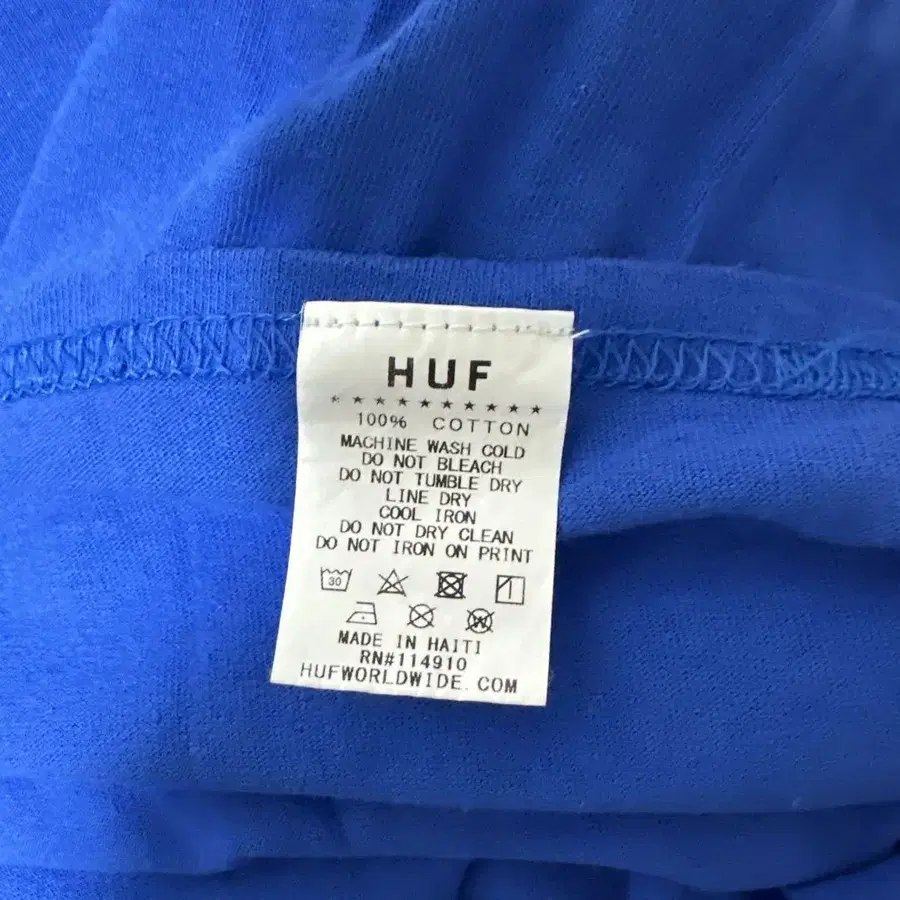 HUF
100% COTTON
MACHINE WASH COLD
DO NOT BLEACH
DO NOT TUMBLE DRY
LINE DRY
COOL IRON
DO NOT DRY CLEAN
DO NOT IRON ON PRINT
30
W
MADE IN HAITI
RN#114910
HUFWORLDWIDE.COM